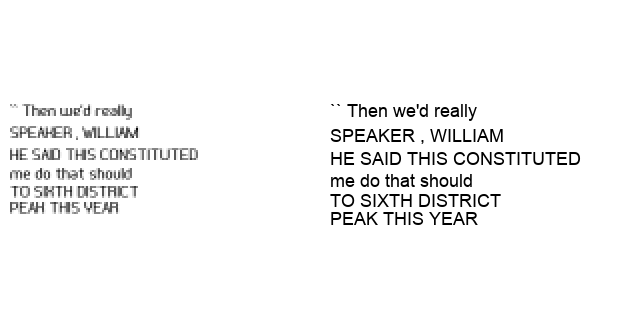 `` Then we'd really
SPEAKER , WILLIAM
HE SAID THIS CONSTITUTED
me do that should
TO SIXTH DISTRICT
PEAK THIS YEAR
`` Then we'd really
SPEAKER , WILLIAM
HE SAID THIS CONSTITUTED
me do that should
TO SIXTH DISTRICT
PEAK THIS YEAR